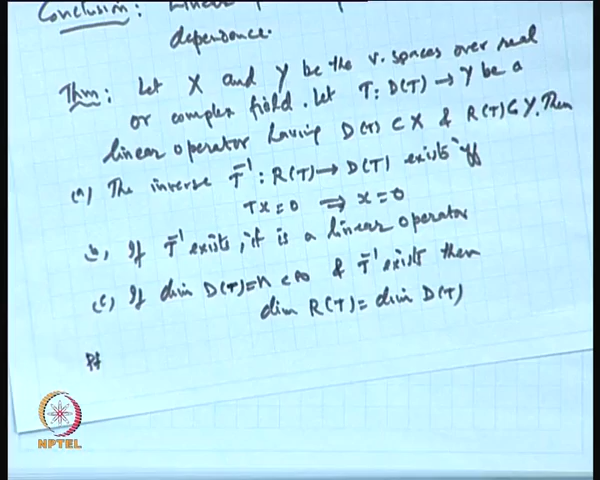 Conclusion: Linear
dependence.
Thm: Let X and Y be the v. spaces over real
or complex field. Let T: D(T) → Y be a
linear operator having D(T) ⊂ X & R(T) ⊆ Y. Then
(a) The inverse T⁻¹: R(T) → D(T) exists iff
Tx=0 ⇒ x=0
(b) If T⁻¹ exists, it is a linear operator
(c) If dim D(T)=n<∞ & T⁻¹ exist then
dim R(T) = dim D(T)
Pf
NPTEL